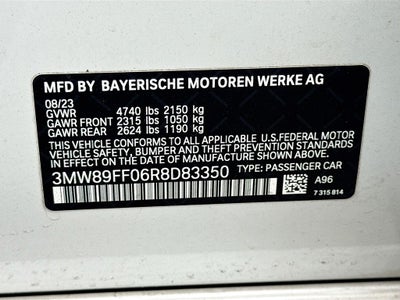 MFD BY BAYERISCHE MOTOREN WERKE AG
08/23
GVWR 4740 lbs 2150 kg
GAWR FRONT 2315 lbs 1050 kg
GAWR REAR 2624 lbs 1190 kg
THIS VEHICLE CONFORMS TO ALL APPLICABLE
U.S.FEDERAL MOTOR
VEHICLE SAFETY, BUMPER, AND THEFT PREVENTION
STANDARDS IN EFFECT ON THE DATE OF
MANUFACTURE SHOWN ABOVE.
3MW89FF06R8D83350 TYPE: PASSENGER CAR
A96
7 315 814